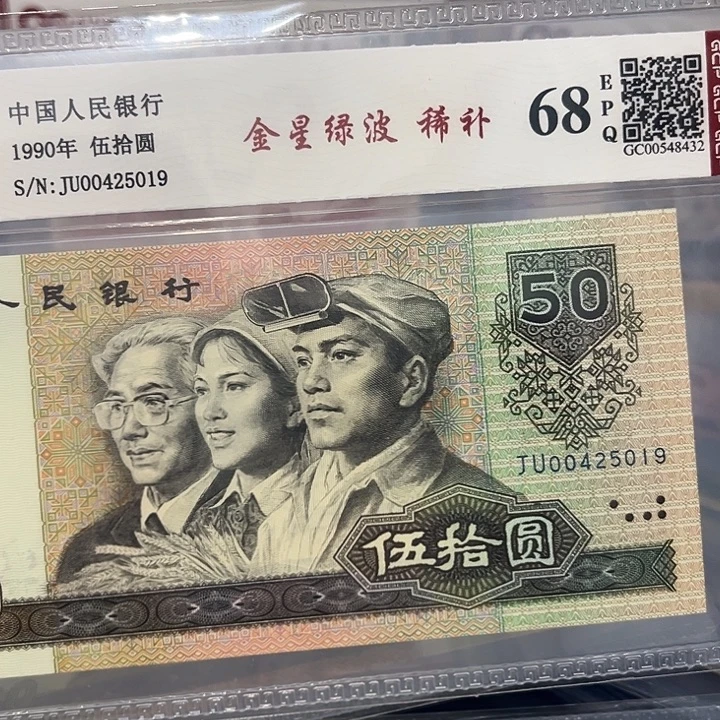 中国人民银行
1990年 伍拾圆
S/N: JU00425019
金星绿波 稀补
68
EPQ
GC00548432
人民银行
50
JU00425019
伍拾圆